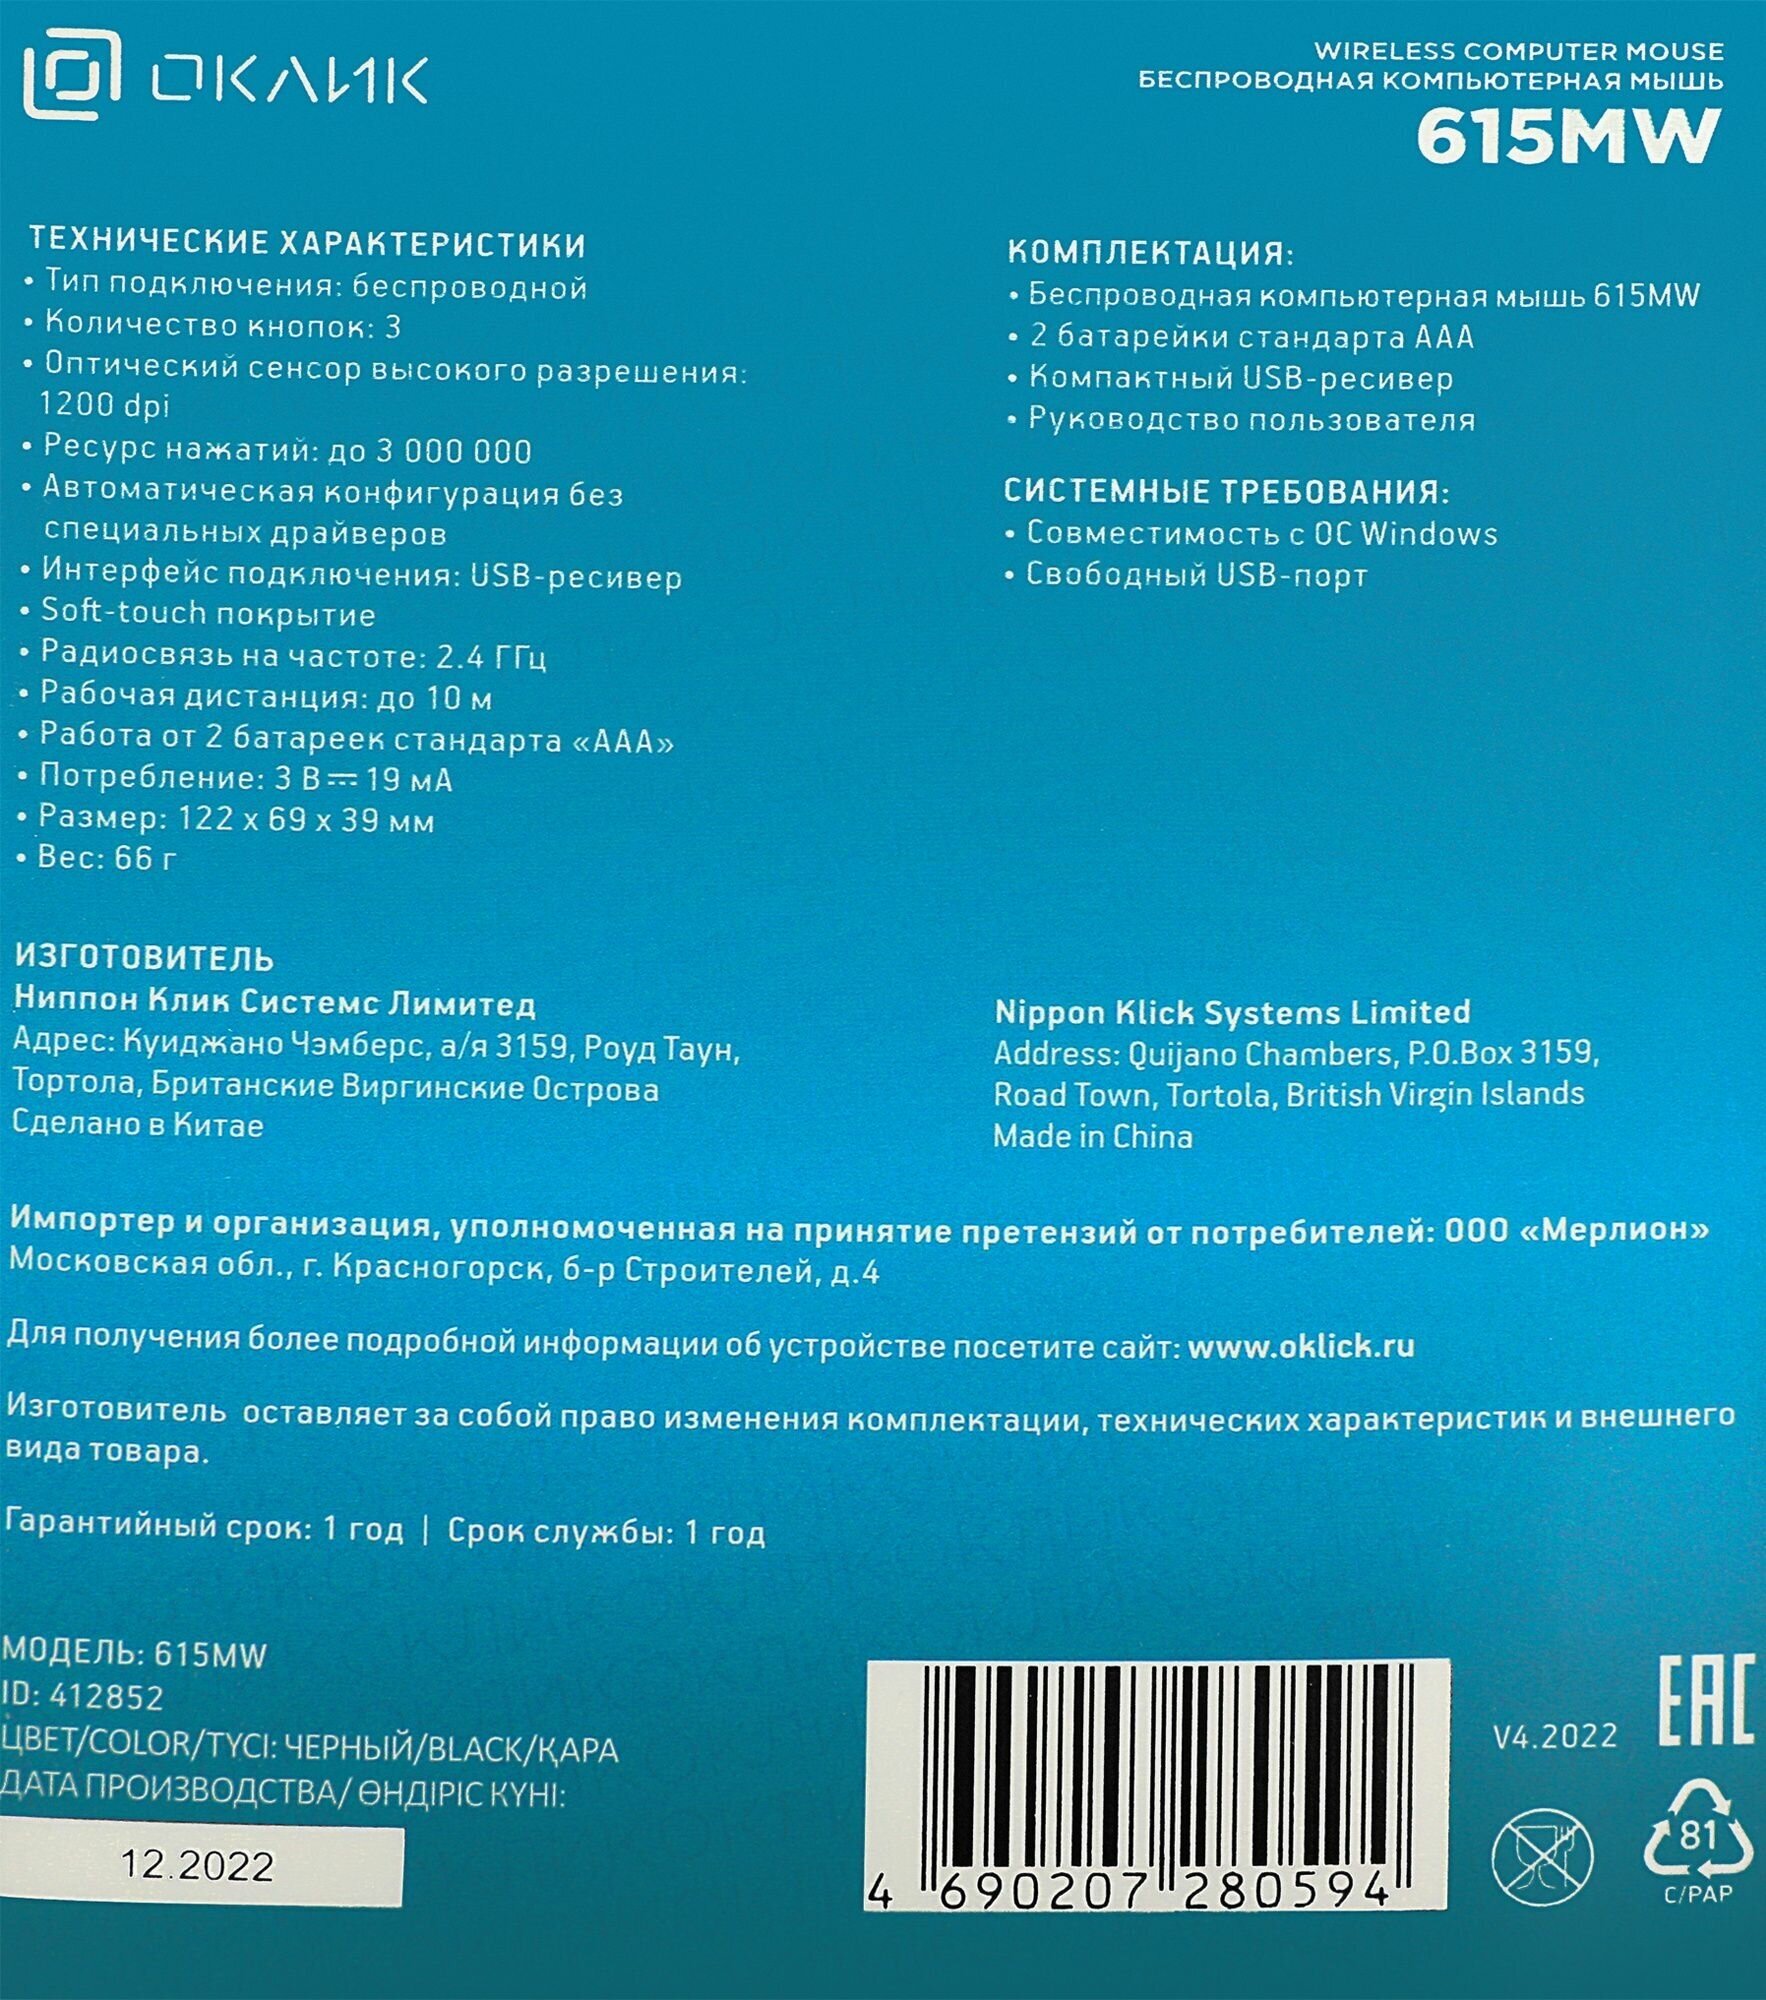 ОКЛИК
WIRELESS COMPUTER MOUSE
БЕСПРОВОДНАЯ КОМПЬЮТЕРНАЯ МЫШЬ
615MW
ТЕХНИЧЕСКИЕ ХАРАКТЕРИСТИКИ
• Тип подключения: беспроводной
• Количество кнопок: 3
• Оптический сенсор высокого разрешения:
1200 dpi
• Ресурс нажатий: до 3 000 000
• Автоматическая конфигурация без
специальных драйверов
• Интерфейс подключения: USB-ресивер
• Soft-touch покрытие
• Радиосвязь на частоте: 2.4 ГГц
• Рабочая дистанция: до 10 м
• Работа от 2 батареек стандарта «ААА»
• Потребление: 3 В ⎓ 19 мА
• Размер: 122 х 69 х 39 мм
• Вес: 66 г
КОМПЛЕКТАЦИЯ:
• Беспроводная компьютерная мышь 615MW
• 2 батарейки стандарта ААА
• Компактный USB-ресивер
• Руководство пользователя
СИСТЕМНЫЕ ТРЕБОВАНИЯ:
• Совместимость с ОС Windows
• Свободный USB-порт
ИЗГОТОВИТЕЛЬ
Ниппон Клик Системс Лимитед
Адрес: Куиджано Чэмберс, а/я 3159, Роуд Таун,
Тортола, Британские Виргинские Острова
Сделано в Китае
Nippon Klick Systems Limited
Address: Quijano Chambers, P.O.Box 3159,
Road Town, Tortola, British Virgin Islands
Made in China
Импортер и организация, уполномоченная на принятие претензий от потребителей: ООО «Мерлион»
Московская обл., г. Красногорск, б-р Строителей, д.4
Для получения более подробной информации об устройстве посетите сайт: www.oklick.ru
Изготовитель оставляет за собой право изменения комплектации, технических характеристик и внешнего
вида товара.
Гарантийный срок: 1 год | Срок службы: 1 год
МОДЕЛЬ: 615MW
ID: 412852
ЦВЕТ/COLOR/ТҮСІ: ЧЕРНЫЙ/BLACK/ҚАРА
ДАТА ПРОИЗВОДСТВА/ ӨНДІРІС КҮНІ:
12.2022
4 690207 280594
V4.2022
EAC
81
C/PAP